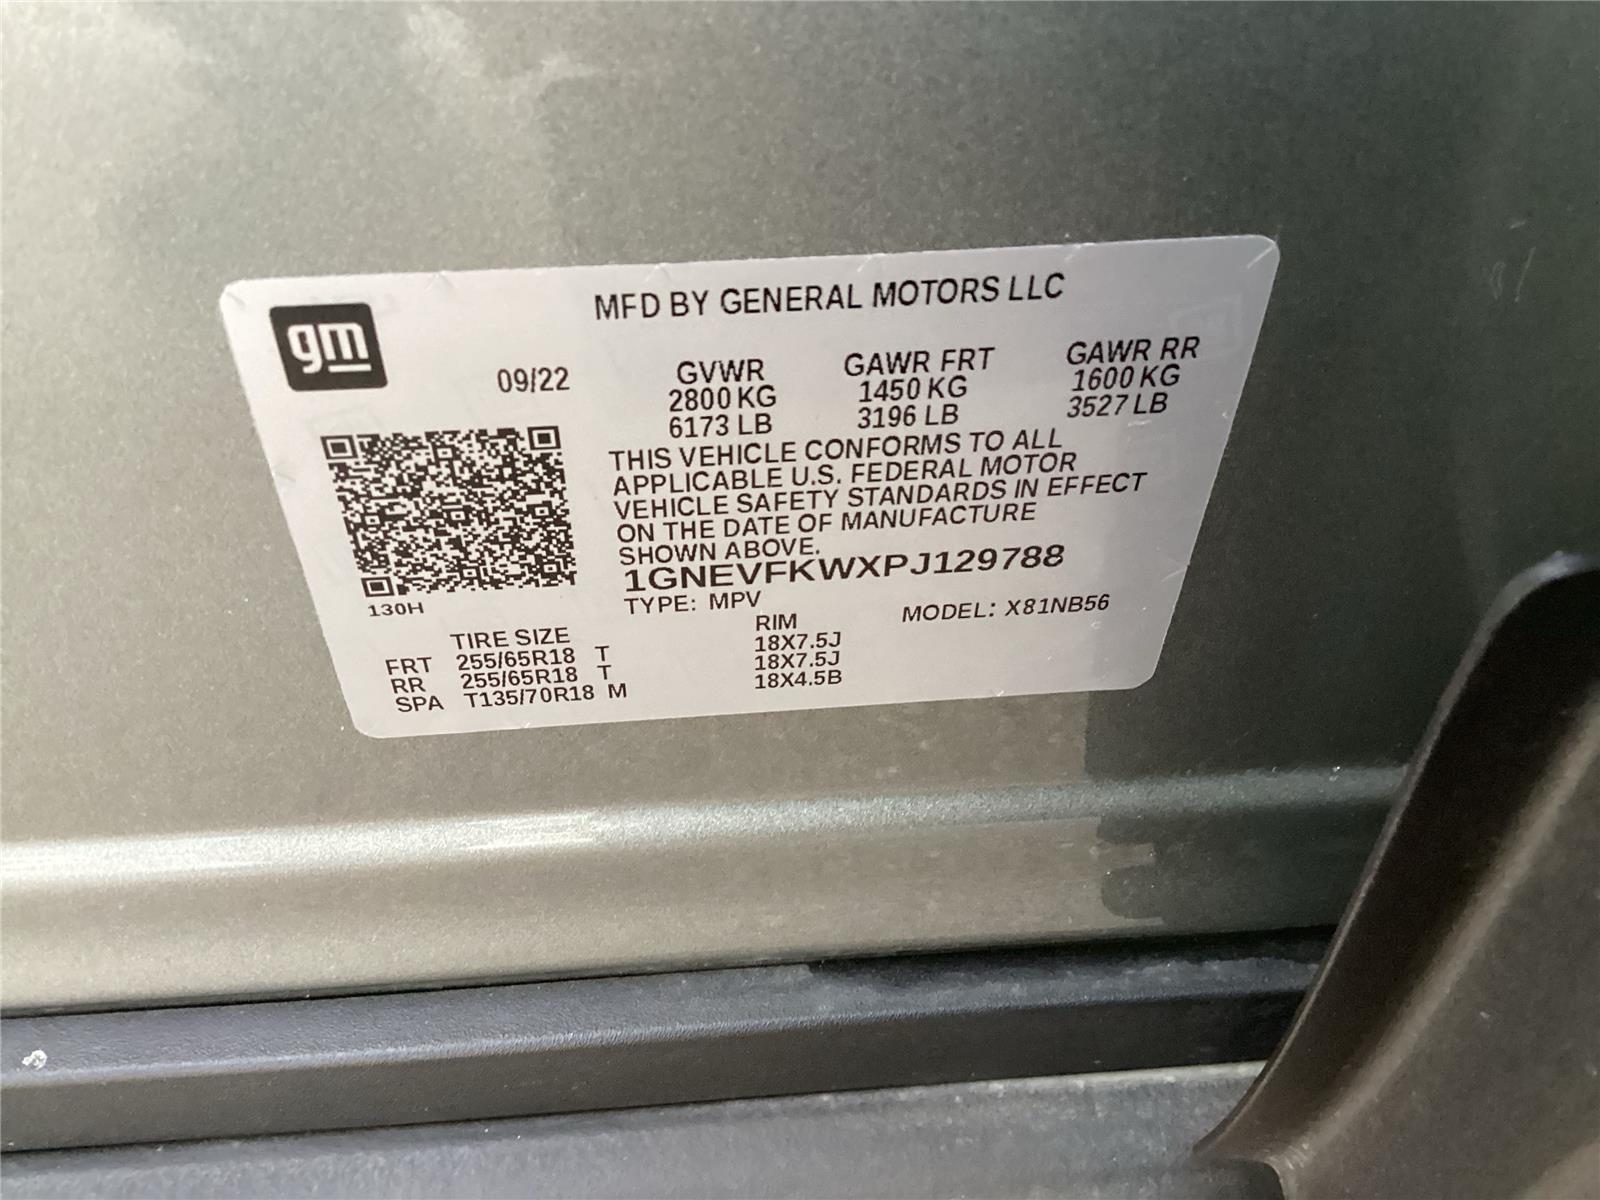 gm
MFD BY GENERAL MOTORS LLC
09/22
GVWR GAWR FRT GAWR RR
2800 KG 1450 KG 1600 KG
6173 LB 3196 LB 3527 LB
THIS VEHICLE CONFORMS TO ALL
APPLICABLE U.S. FEDERAL MOTOR
VEHICLE SAFETY STANDARDS IN EFFECT
ON THE DATE OF MANUFACTURE
SHOWN ABOVE.
1GNEVFKWXPJ129788
130H
TYPE: MPV MODEL: X81NB56
TIRE SIZE RIM
FRT 255/65R18 T 18X7.5J
RR 255/65R18 T 18X7.5J
SPA T135/70R18 M 18X4.5B